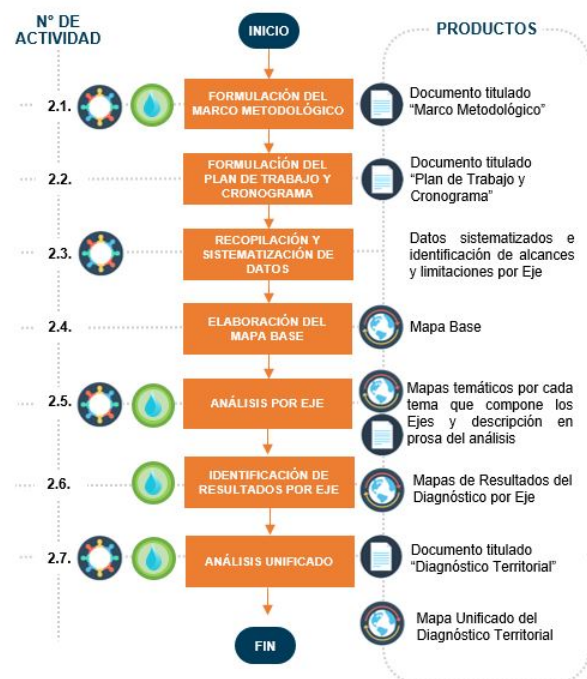 N° DE
ACTIVIDAD
INICIO
PRODUCTOS
2.1.
FORMULACIÓN DEL
MARCO METODOLÓGICO
Documento titulado
“Marco Metodológico”
2.2.
FORMULACÍÓN DEL
PLAN DE TRABAJO Y
CRONOGRAMA
Documento titulado
“Plan de Trabajo y
Cronograma”
2.3.
RECOPILACIÓN Y
SISTEMATIZACIÓN DE
DATOS
Datos sistematizados e
identificación de alcances
y limitaciones por Eje
2.4.
ELABORACIÓN DEL
MAPA BASE
Mapa Base
2.5.
ANÁLISIS POR EJE
Mapas temáticos por cada
tema que compone los
Ejes y descripción en
prosa del análisis
2.6.
IDENTIFICACIÓN DE
RESULTADOS POR EJE
Mapas de Resultados del
Diagnóstico por Eje
2.7.
ANÁLISIS UNIFICADO
Documento titulado
“Diagnóstico Territorial”
Mapa Unificado del
Diagnóstico Territorial
FIN